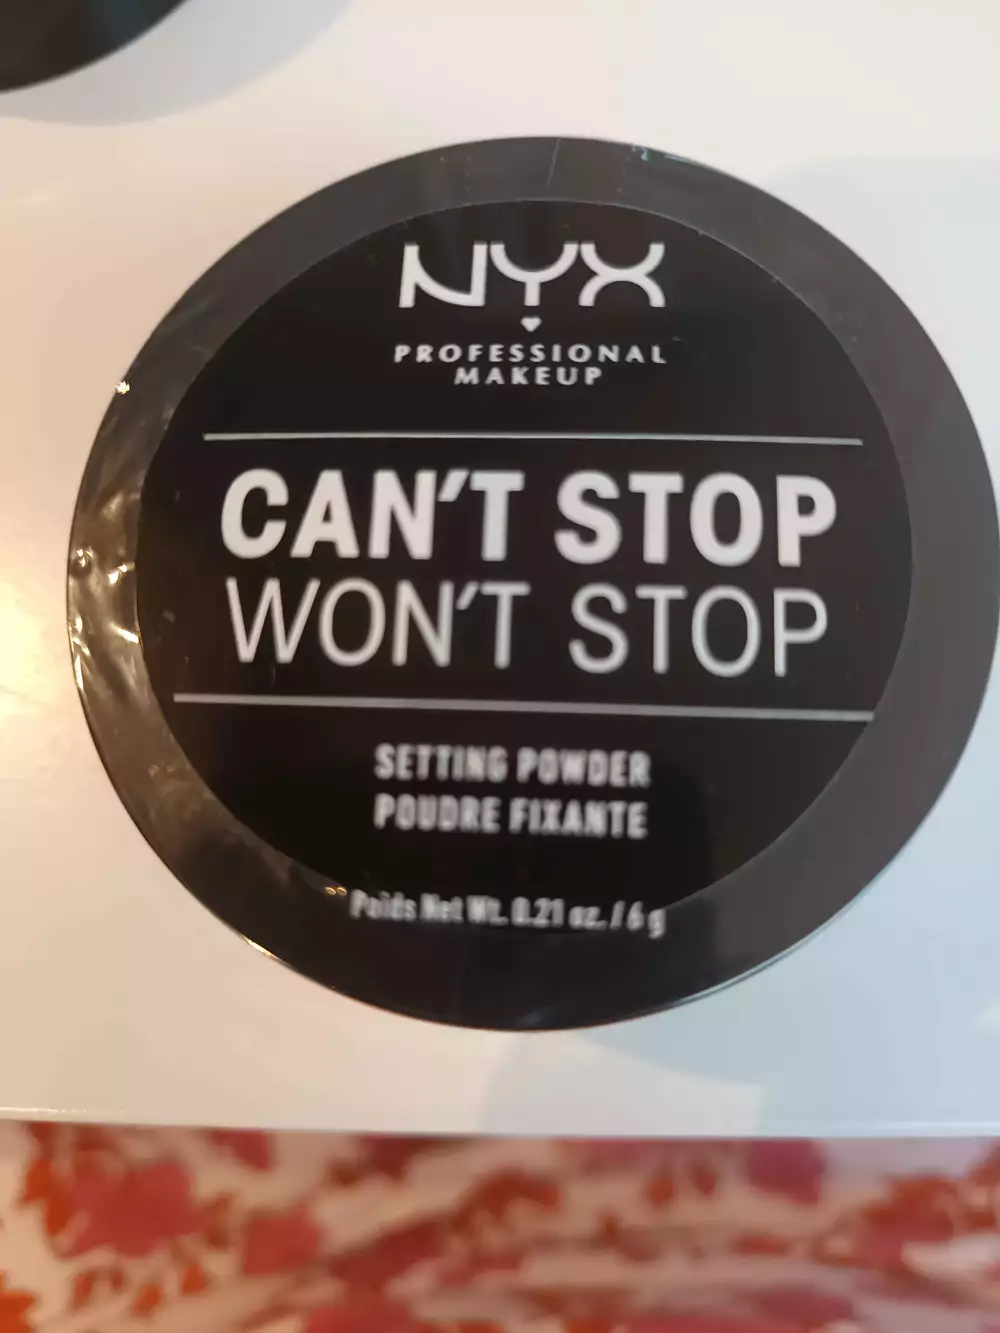 NYX
PROFESSIONAL
MAKEUP
CAN'T STOP
WON'T STOP
SETTING POWDER
POUDRE FIXANTE
Poids Net Wt. 0.21 oz. / 6 g